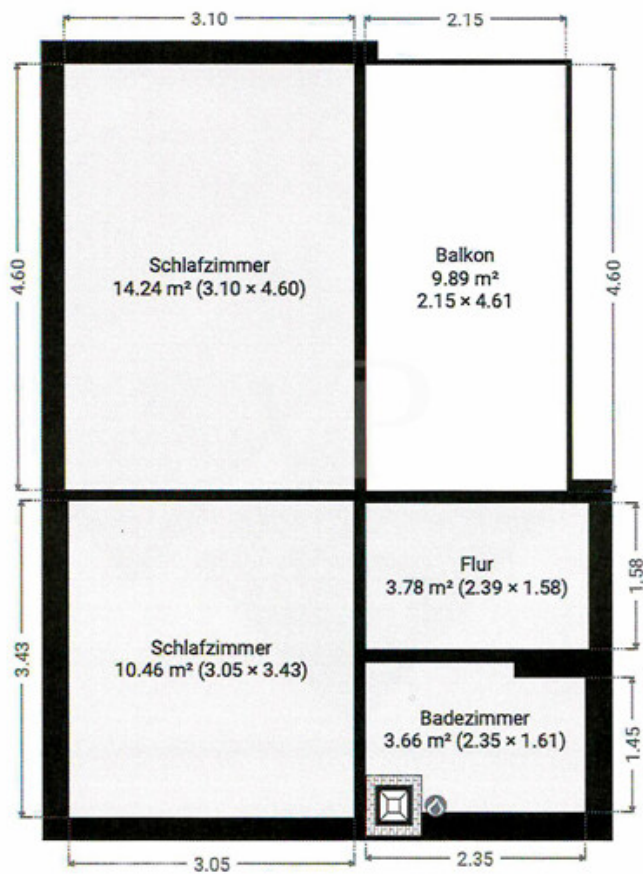 3.10
2.15
4.60
Schlafzimmer
14.24 m² (3.10 × 4.60)
Balkon
9.89 m²
2.15 × 4.61
4.60
Flur
3.78 m² (2.39 × 1.58)
1.58
3.43
Schlafzimmer
10.46 m² (3.05 × 3.43)
Badezimmer
3.66 m² (2.35 × 1.61)
1.45
3.05
2.35